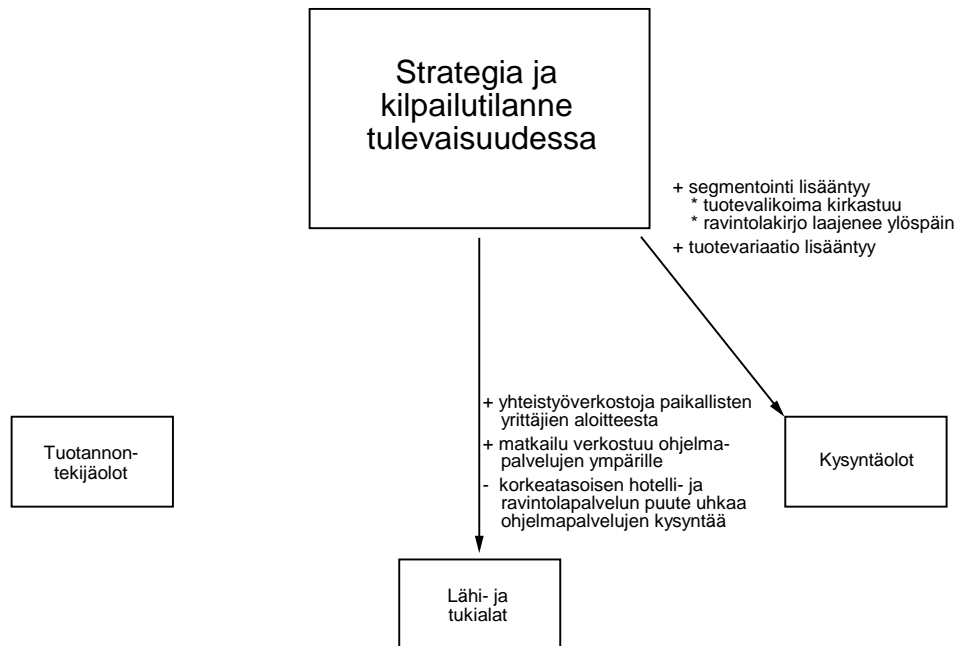 Strategia ja
kilpailutilanne
tulevaisuudessa
+ segmentointi lisääntyy
* tuotevalikoima kirkastuu
* ravintolakirjo laajenee ylöspäin
+ tuotevariaatio lisääntyy
+ yhteistyöverkostoja paikallisten
yrittäjien aloitteesta
+ matkailu verkostuu ohjelma-
palvelujen ympärille
- korkeatasoisen hotelli- ja
ravintolapalvelun puute uhkaa
ohjelmapalvelujen kysyntää
Tuotannon-
tekijäolot
Kysyntäolot
Lähi- ja
tukialat